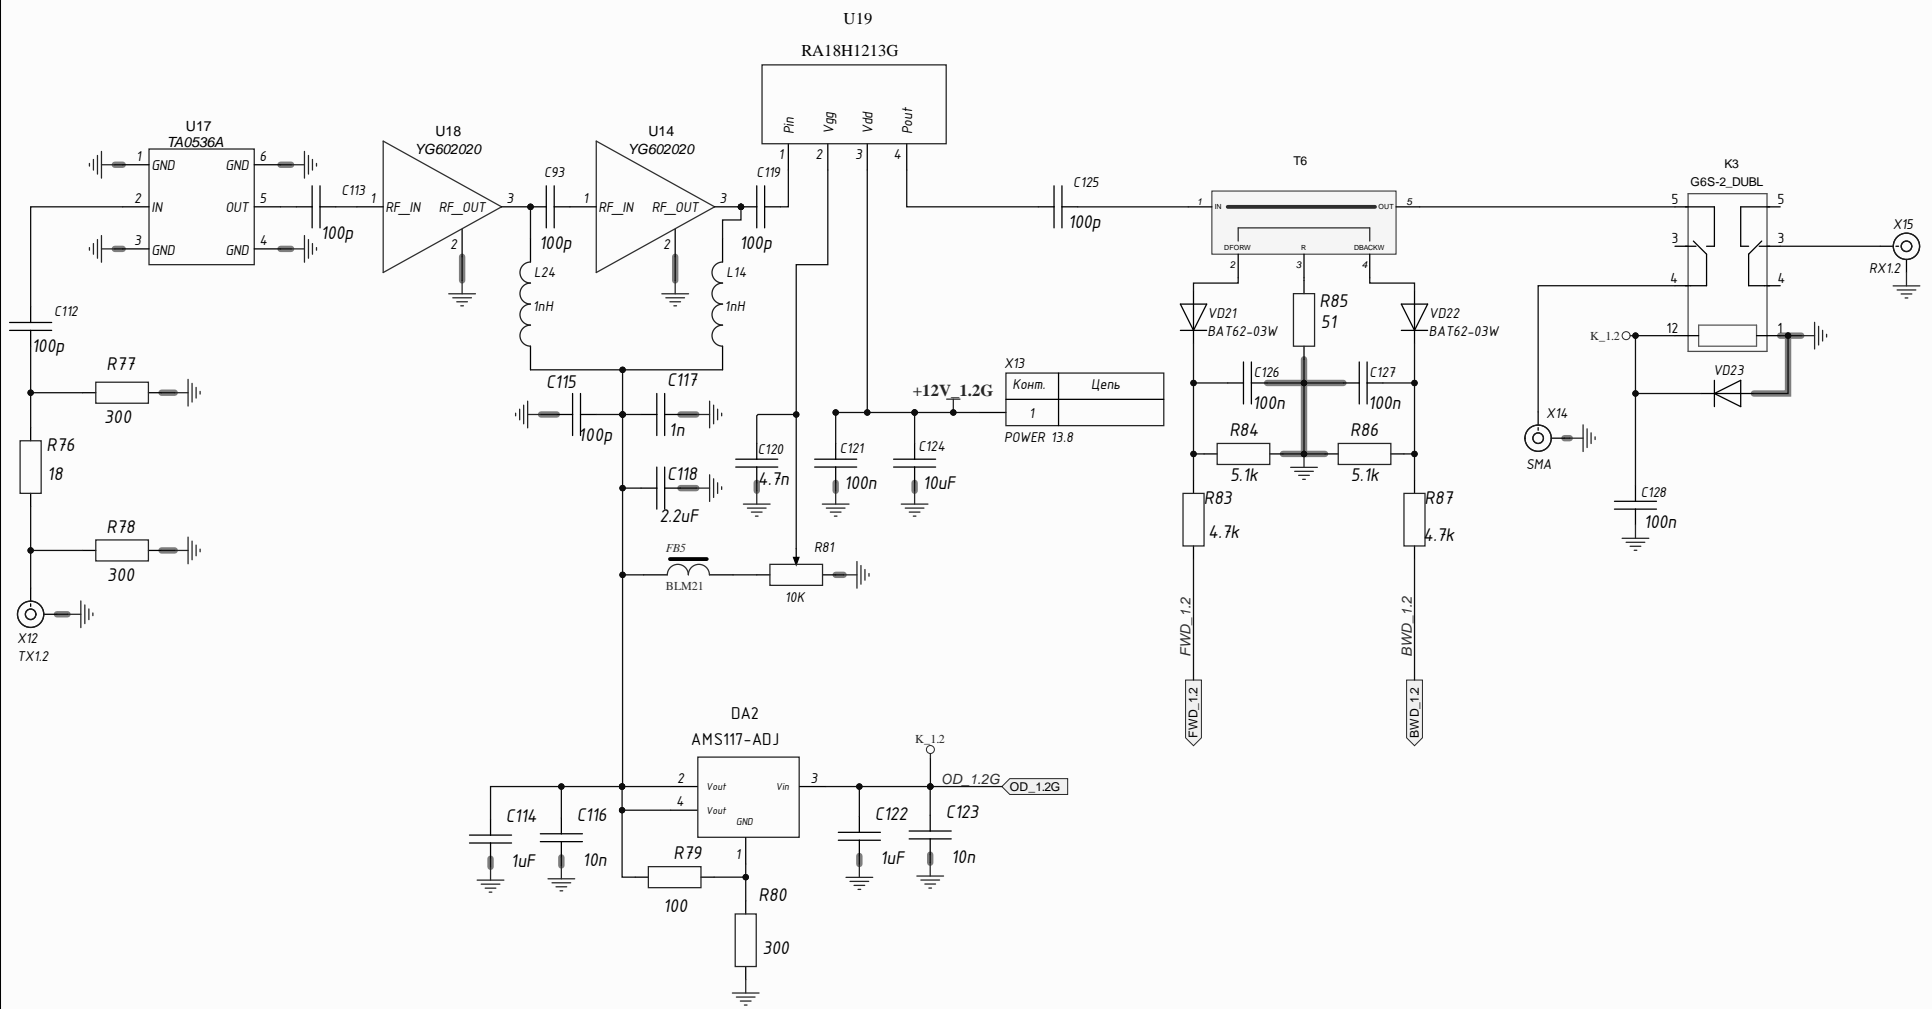 U19
RA18H1213G
Pin
Vgg
Vdd
Pout
1
2
3
4
U17
TA0536A
1
GND
GND
6
2
IN
OUT
5
3
GND
GND
4
C113
100p
U18
YG602020
1
RF_IN
RF_OUT
3
2
C93
100p
U14
YG602020
1
RF_IN
RF_OUT
3
2
C119
100p
L24
1nH
L14
1nH
C112
100p
R77
300
R76
18
R78
300
X12
TX1.2
C115
100p
C117
1n
C118
2.2uF
FB5
BLM21
R81
10K
C120
4.7n
C121
100n
C124
10uF
+12V_1.2G
X13
Конт.
Цепь
1
POWER 13.8
C125
100p
T6
1
IN
OUT
5
DFORW
R
DBACKW
2
3
4
VD21
BAT62-03W
R85
51
VD22
BAT62-03W
C126
100n
C127
100n
R84
5.1k
R86
5.1k
R83
4.7k
R87
4.7k
FWD_1.2
BWD_1.2
FWD_1.2
BWD_1.2
K3
G6S-2_DUBL
5
5
3
3
4
4
12
1
K_1.2
VD23
X15
RX1.2
X14
SMA
C128
100n
DA2
AMS117-ADJ
2
Vout
Vin
3
4
Vout
GND
1
K_1.2
OD_1.2G
OD_1.2G
C114
1uF
C116
10n
C122
1uF
C123
10n
R79
100
R80
300